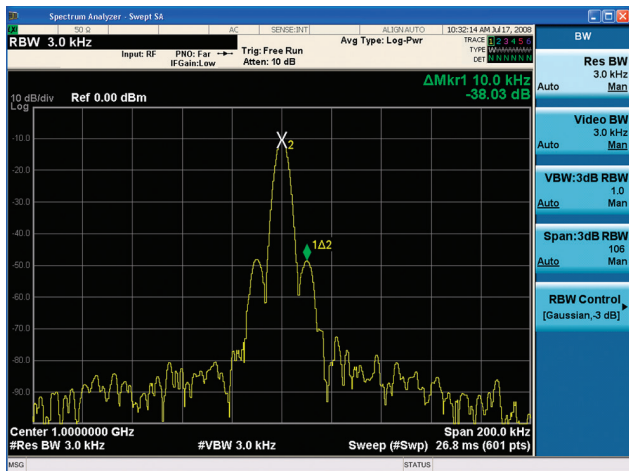 Spectrum Analyzer - Swept SA
50 Ω AC SENSE:INT ALIGN AUTO 10:32:14 AM Jul 17, 2008
RBW 3.0 kHz
Input: RF PNO: Far Trig: Free Run Avg Type: Log-Pwr TRACE 1 2 3 4 5 6
IFGain:Low Atten: 10 dB TYPE
DET N N N N N N
ΔMkr1 10.0 kHz
-38.03 dB
10 dB/div Ref 0.00 dBm
Log
-10.0
-20.0
-30.0
-40.0
-50.0
-60.0
-70.0
-80.0
-90.0
2
1Δ2
Center 1.0000000 GHz Span 200.0 kHz
#Res BW 3.0 kHz #VBW 3.0 kHz Sweep (#Swp) 26.8 ms (601 pts)
MSG STATUS
BW
Res BW
3.0 kHz
Auto Man
Video BW
3.0 kHz
Auto Man
VBW:3dB RBW
1.0
Auto Man
Span:3dB RBW
106
Auto Man
RBW Control
[Gaussian,-3 dB]